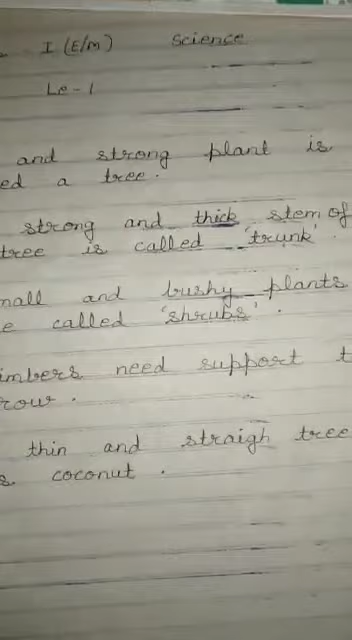 I (E/M) Science
Le - 1
and strong plant is
ed a tree.
strong and thick stem of
tree is called 'trunk'.
mall and bushy plants
e called 'shrubs'.
imbers need support t
row.
thin and straigh tree
s coconut.